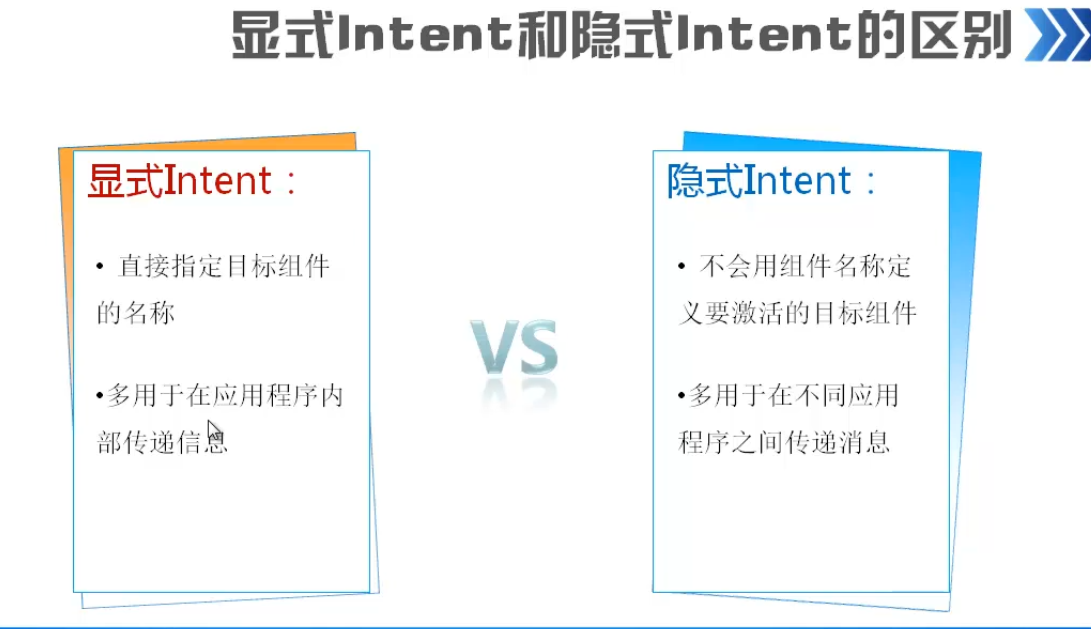 显式Intent和隐式Intent的区别
显式Intent：
• 直接指定目标组件
的名称
•多用于在应用程序内
部传递信息
VS
隐式Intent：
• 不会用组件名称定
义要激活的目标组件
•多用于在不同应用
程序之间传递消息